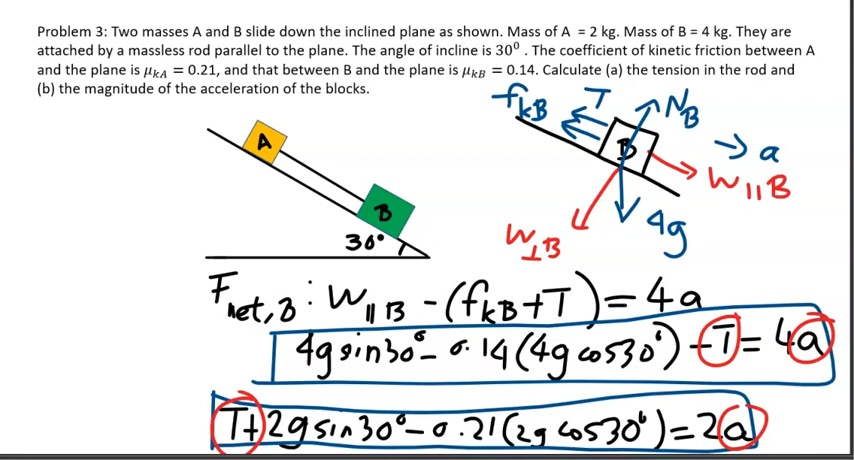 Problem 3: Two masses A and B slide down the inclined plane as shown. Mass of A = 2 kg. Mass of B = 4 kg. They are
attached by a massless rod parallel to the plane. The angle of incline is 30⁰ . The coefficient of kinetic friction between A
and the plane is μₖA = 0.21, and that between B and the plane is μₖB = 0.14. Calculate (a) the tension in the rod and
(b) the magnitude of the acceleration of the blocks.
fkB T NB
A B → a
W||B
B
30° W⊥B 4g
Fnet,B : W||B - (fkB + T) = 4a
4g sin30° - 0.14(4g cos30°) - T = 4a
T + 2g sin30° - 0.21(2g cos30°) = 2a